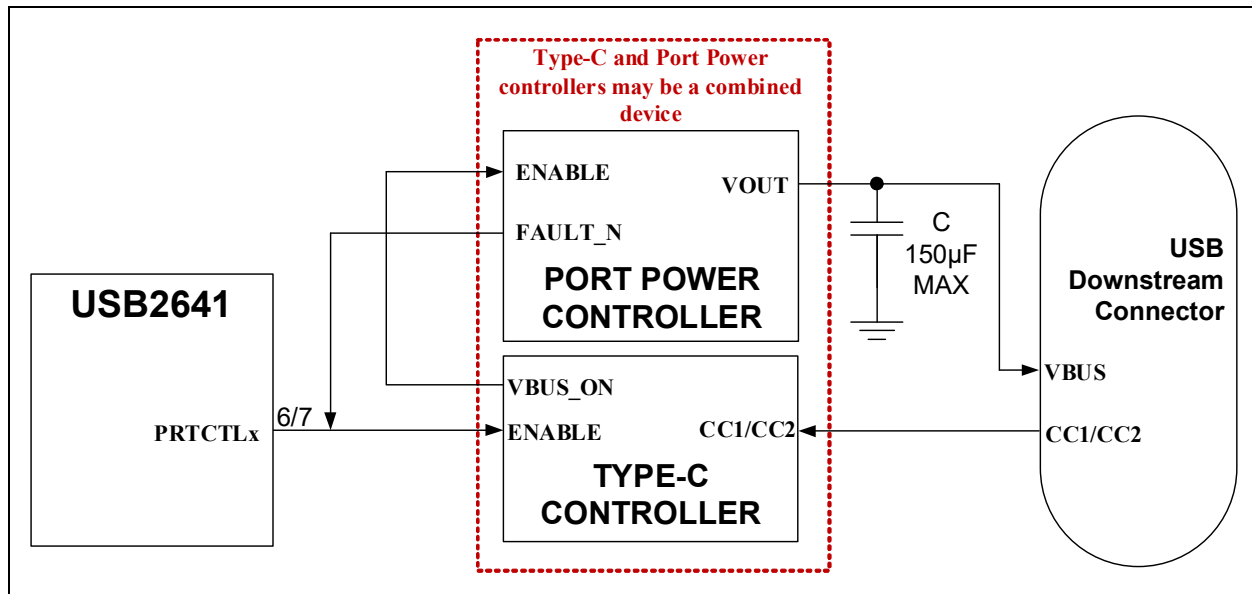 Type-C and Port Power
controllers may be a combined
device
ENABLE
VOUT
FAULT_N
PORT POWER
CONTROLLER
C
150µF
MAX
USB
Downstream
Connector
USB2641
VBUS
VBUS_ON
6/7
PRTCTLx
ENABLE
CC1/CC2
CC1/CC2
TYPE-C
CONTROLLER